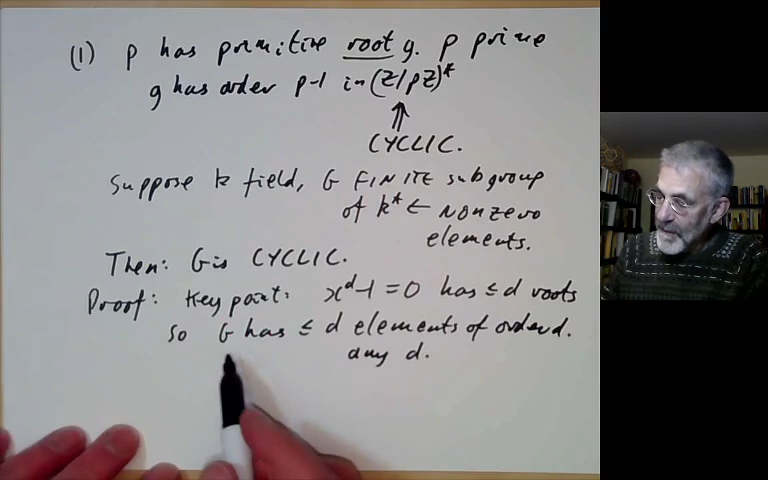 (1) p has primitive root g. p prime
g has order p-1 in (Z/pZ)*
⇑
CYCLIC.
Suppose k field, G FINITE subgroup
of k* ← nonzero
elements.
Then: G is CYCLIC.
Proof: Key point: x^d-1=0 has ≤ d roots
so G has ≤ d elements of order d.
any d.